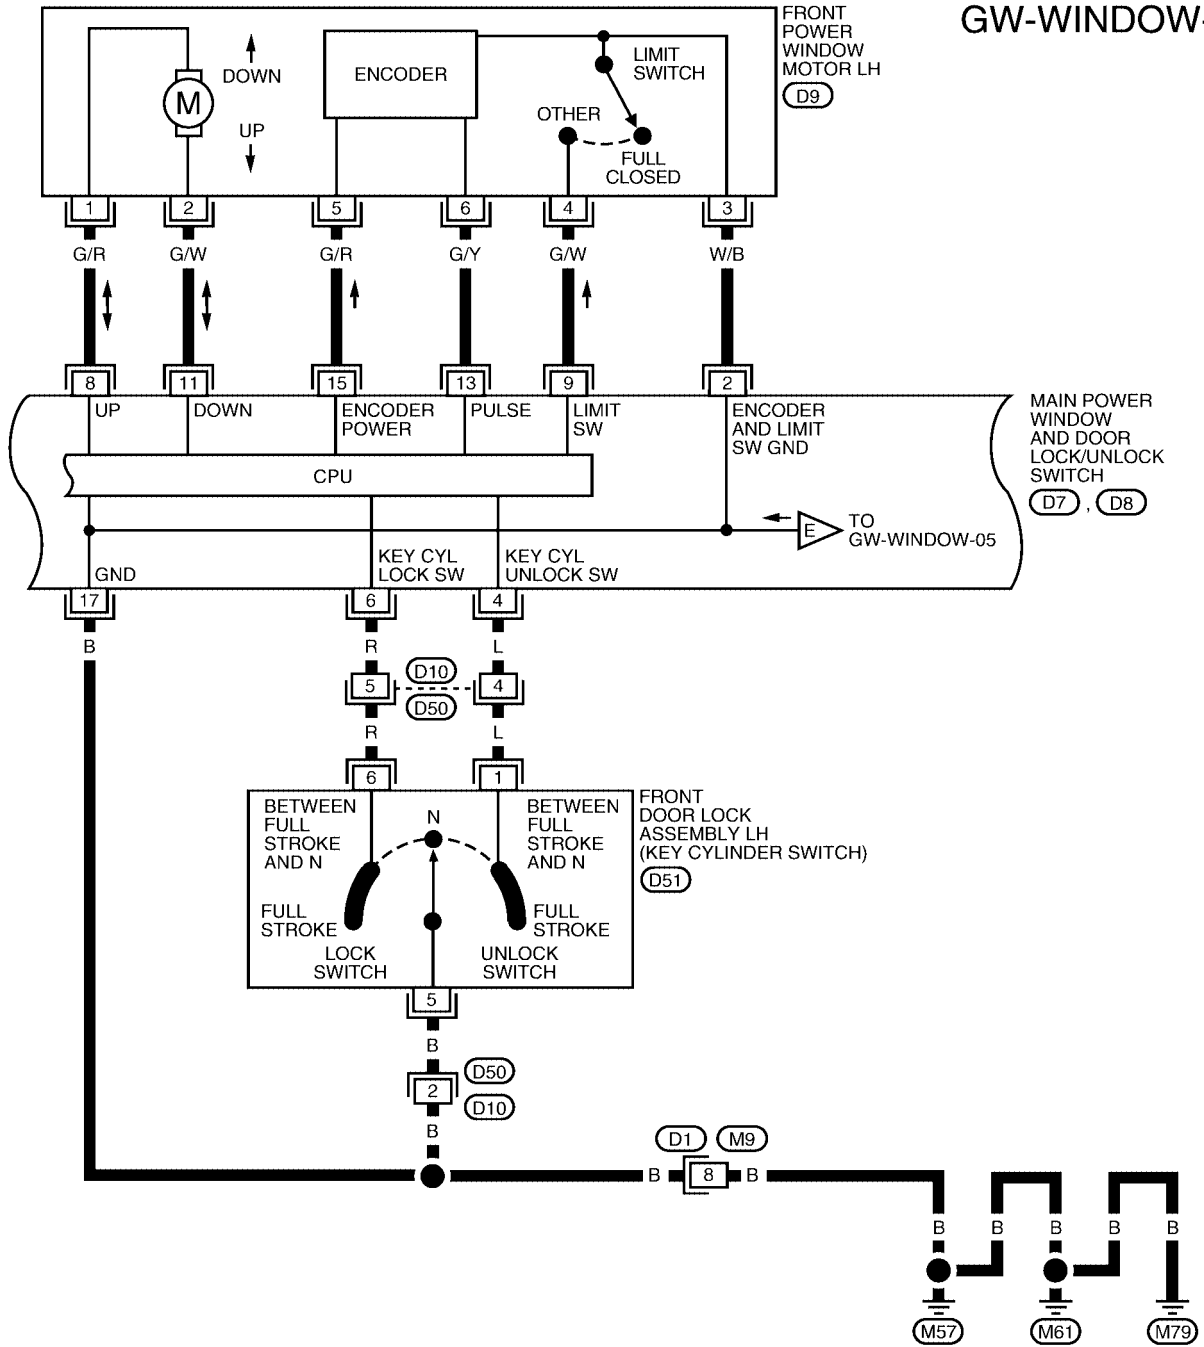 GW-WINDOW-
FRONT
POWER
WINDOW
MOTOR LH
D9
DOWN
M
UP
ENCODER
LIMIT
SWITCH
OTHER
FULL
CLOSED
1 2 5 6 4 3
G/R G/W G/R G/Y G/W W/B
8 11 15 13 9 2
UP
DOWN
ENCODER
POWER
PULSE
LIMIT
SW
ENCODER
AND LIMIT
SW GND
MAIN POWER
WINDOW
AND DOOR
LOCK/UNLOCK
SWITCH
D7 , D8
CPU
E
TO
GW-WINDOW-05
GND
KEY CYL
LOCK SW
KEY CYL
UNLOCK SW
17 6 4
B R L
5 D10 4
D50
R L
6 1
BETWEEN
FULL
STROKE
AND N
N
BETWEEN
FULL
STROKE
AND N
FRONT
DOOR LOCK
ASSEMBLY LH
(KEY CYLINDER SWITCH)
D51
FULL
STROKE
FULL
STROKE
LOCK
SWITCH
UNLOCK
SWITCH
5
B
2 D50
D10
B
D1 M9
B 8 B
B B B B B
M57 M61 M79